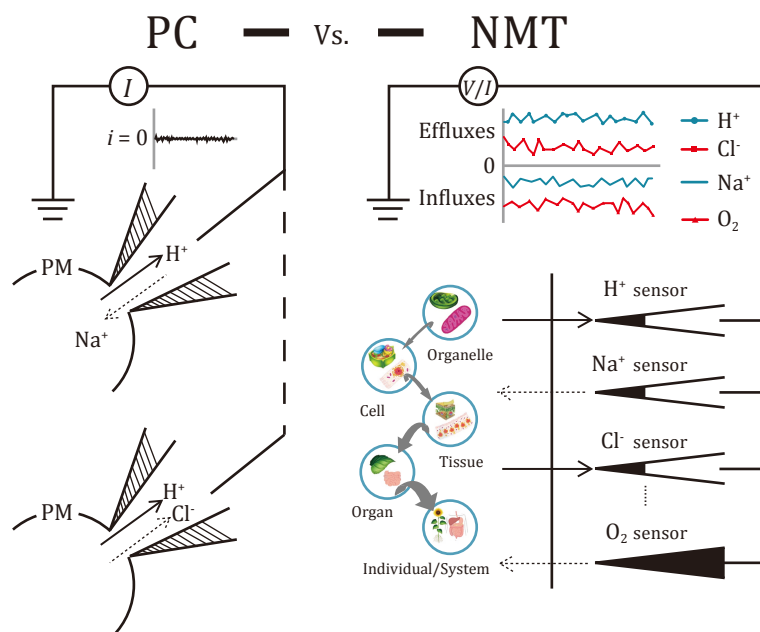 PC — Vs. — NMT
I
i = 0
PM
H⁺
Na⁺
PM
H⁺
Cl⁻
V/I
Effluxes
0
Influxes
H⁺
Cl⁻
Na⁺
O₂
Organelle
Cell
Tissue
Organ
Individual/System
H⁺ sensor
Na⁺ sensor
Cl⁻ sensor
O₂ sensor